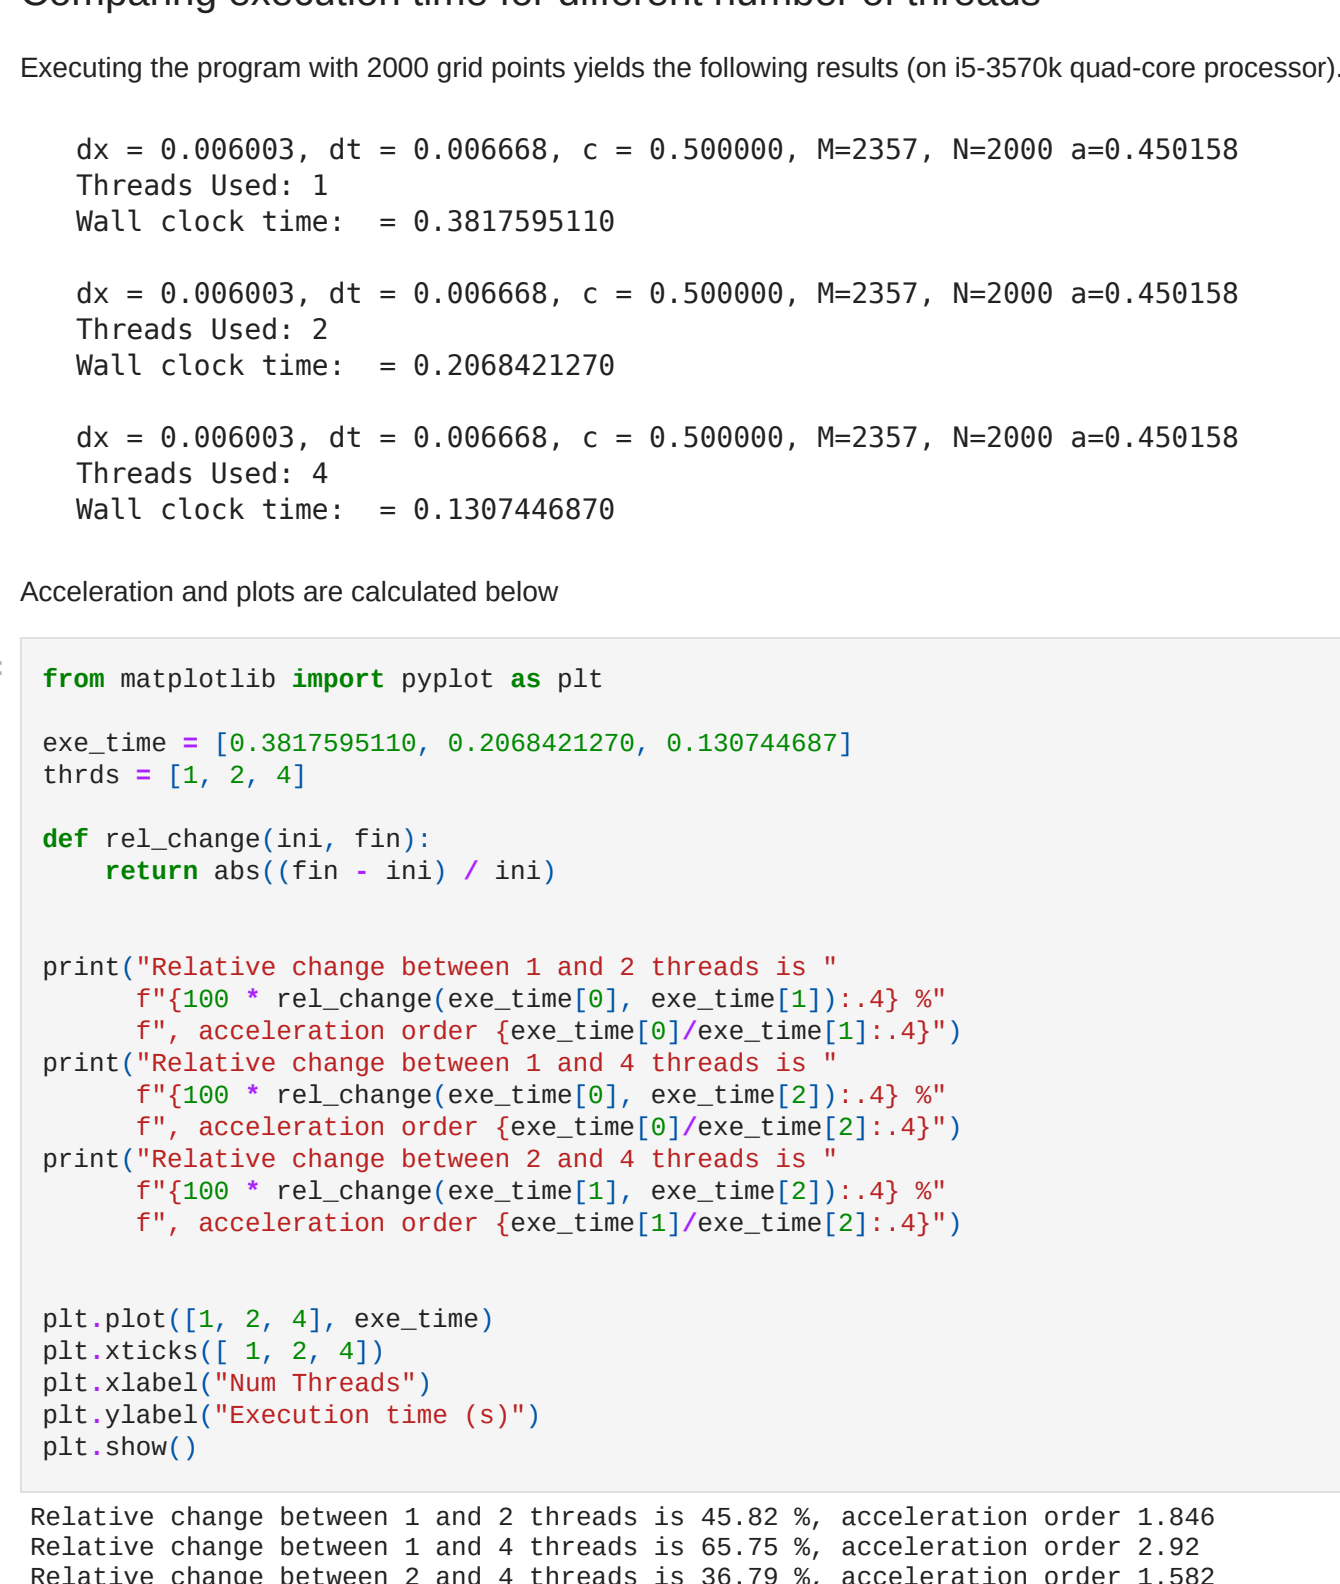 Comparing execution time for different number of threads
Executing the program with 2000 grid points yields the following results (on i5-3570k quad-core processor).
dx = 0.006003, dt = 0.006668, c = 0.500000, M=2357, N=2000 a=0.450158
Threads Used: 1
Wall clock time:  = 0.3817595110
dx = 0.006003, dt = 0.006668, c = 0.500000, M=2357, N=2000 a=0.450158
Threads Used: 2
Wall clock time:  = 0.2068421270
dx = 0.006003, dt = 0.006668, c = 0.500000, M=2357, N=2000 a=0.450158
Threads Used: 4
Wall clock time:  = 0.1307446870
Acceleration and plots are calculated below
:
from matplotlib import pyplot as plt
exe_time = [0.3817595110, 0.2068421270, 0.130744687]
thrds = [1, 2, 4]
def rel_change(ini, fin):
    return abs((fin - ini) / ini)
print("Relative change between 1 and 2 threads is "
      f"{100 * rel_change(exe_time[0], exe_time[1]):.4} %"
      f", acceleration order {exe_time[0]/exe_time[1]:.4}")
print("Relative change between 1 and 4 threads is "
      f"{100 * rel_change(exe_time[0], exe_time[2]):.4} %"
      f", acceleration order {exe_time[0]/exe_time[2]:.4}")
print("Relative change between 2 and 4 threads is "
      f"{100 * rel_change(exe_time[1], exe_time[2]):.4} %"
      f", acceleration order {exe_time[1]/exe_time[2]:.4}")
plt.plot([1, 2, 4], exe_time)
plt.xticks([ 1, 2, 4])
plt.xlabel("Num Threads")
plt.ylabel("Execution time (s)")
plt.show()
Relative change between 1 and 2 threads is 45.82 %, acceleration order 1.846
Relative change between 1 and 4 threads is 65.75 %, acceleration order 2.92
Relative change between 2 and 4 threads is 36.79 %, acceleration order 1.582